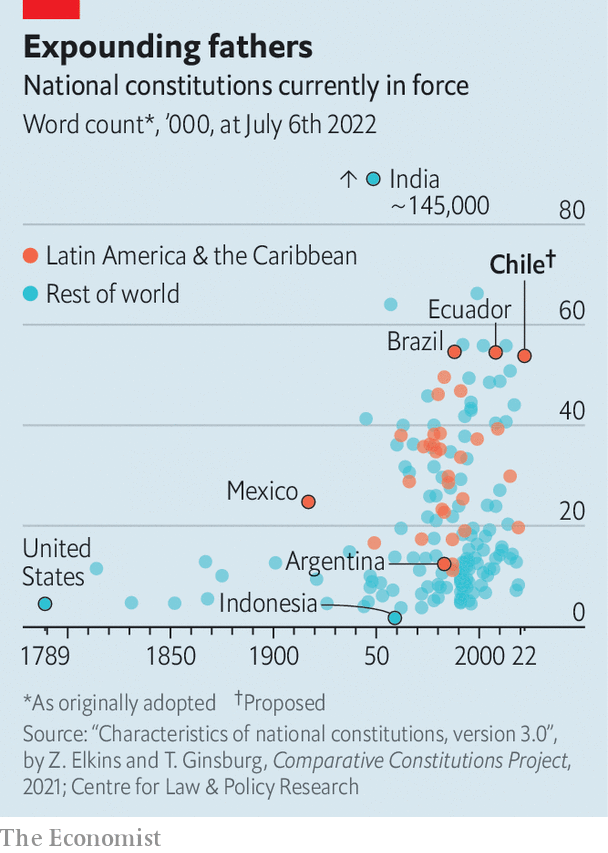 Expounding fathers
National constitutions currently in force
Word count*, ’000, at July 6th 2022
↑ India
~145,000
80
Latin America & the Caribbean
Chile†
Rest of world
Ecuador
60
Brazil
40
Mexico
20
United
States
Argentina
Indonesia
0
1789 1850 1900 50 2000 22
*As originally adopted †Proposed
Source: “Characteristics of national constitutions, version 3.0”,
by Z. Elkins and T. Ginsburg, Comparative Constitutions Project,
2021; Centre for Law & Policy Research
The Economist